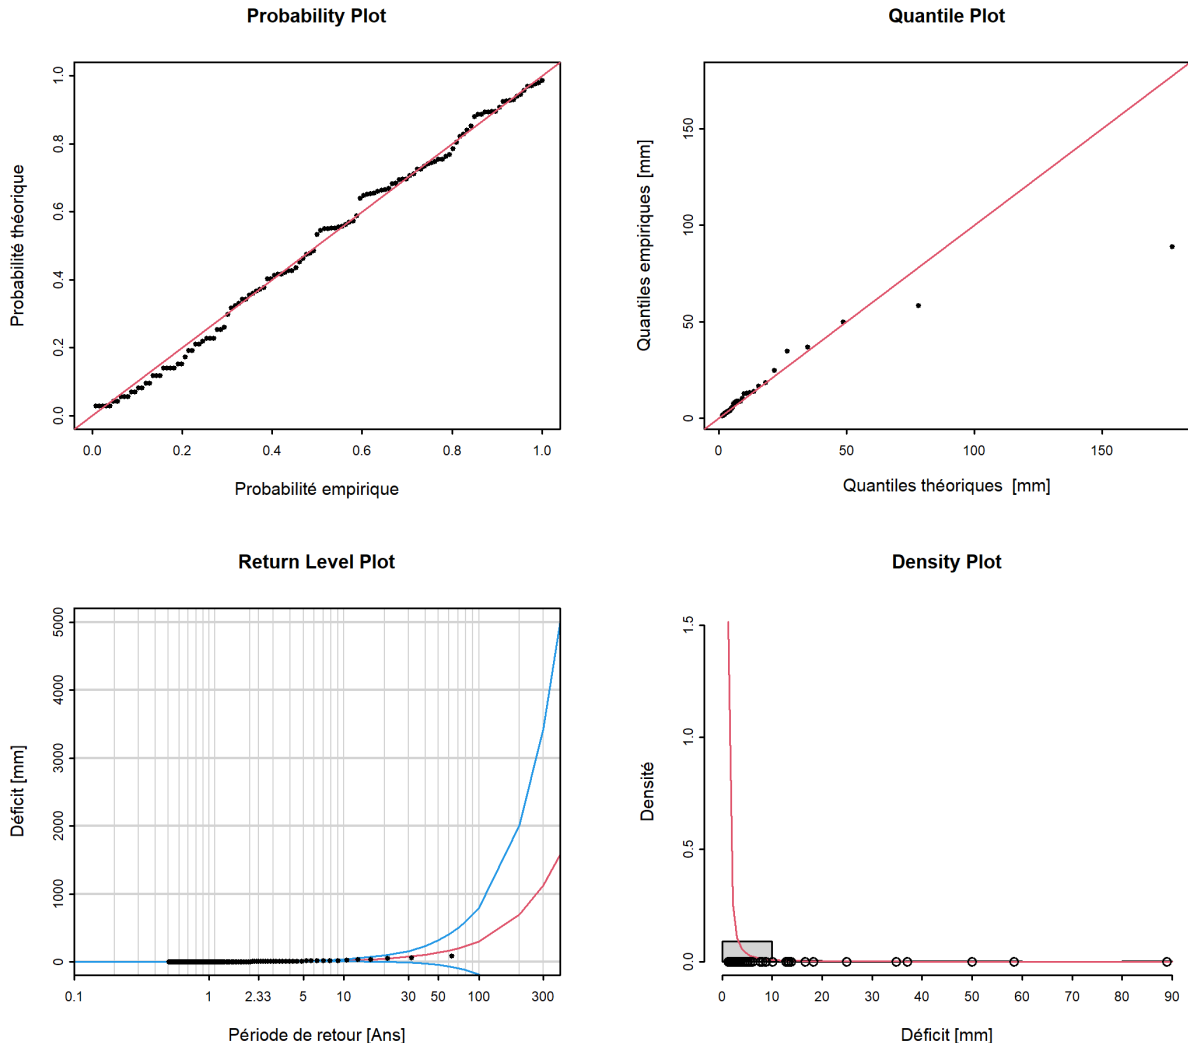 Probability Plot
Probabilité théorique
1.0
0.8
0.6
0.4
0.2
0.0
0.0 0.2 0.4 0.6 0.8 1.0
Probabilité empirique
Quantile Plot
Quantiles empiriques [mm]
150
100
50
0
0 50 100 150
Quantiles théoriques [mm]
Return Level Plot
Déficit [mm]
5000
4000
3000
2000
1000
0
0.1 1 2.33 5 10 30 50 100 300
Période de retour [Ans]
Density Plot
Densité
1.5
1.0
0.5
0.0
0 10 20 30 40 50 60 70 80 90
Déficit [mm]